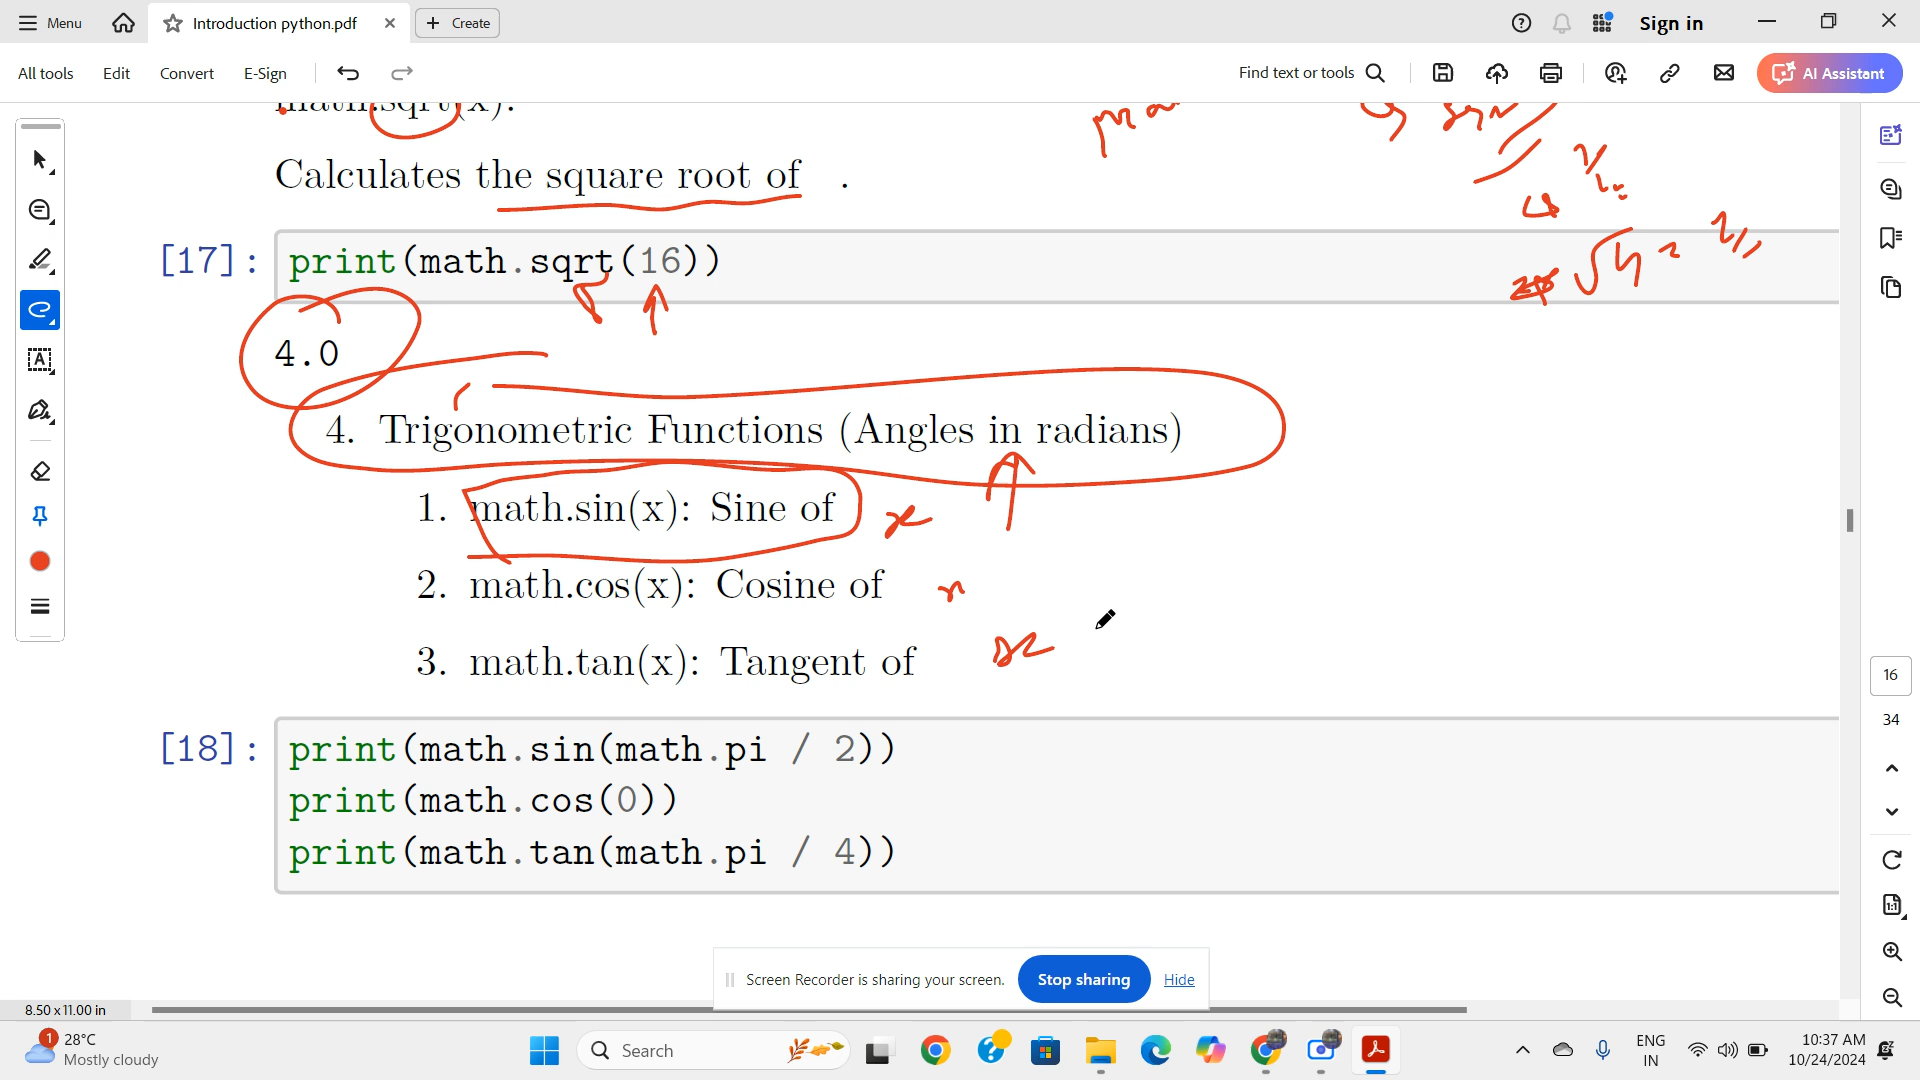 Menu
Introduction python.pdf
Create
Sign in
All tools
Edit
Convert
E-Sign
Find text or tools
AI Assistant
math.sqrt(x):
Calculates the square root of .
[17]: print(math.sqrt(16))
√4 = 2
4.0
4. Trigonometric Functions (Angles in radians)
1. math.sin(x): Sine of x
2. math.cos(x): Cosine of
3. math.tan(x): Tangent of x
[18]: print(math.sin(math.pi / 2))
print(math.cos(0))
print(math.tan(math.pi / 4))
16
34
Screen Recorder is sharing your screen.
Stop sharing
Hide
8.50 x 11.00 in
1
28°C
Mostly cloudy
Search
ENG
IN
10:37 AM
10/24/2024